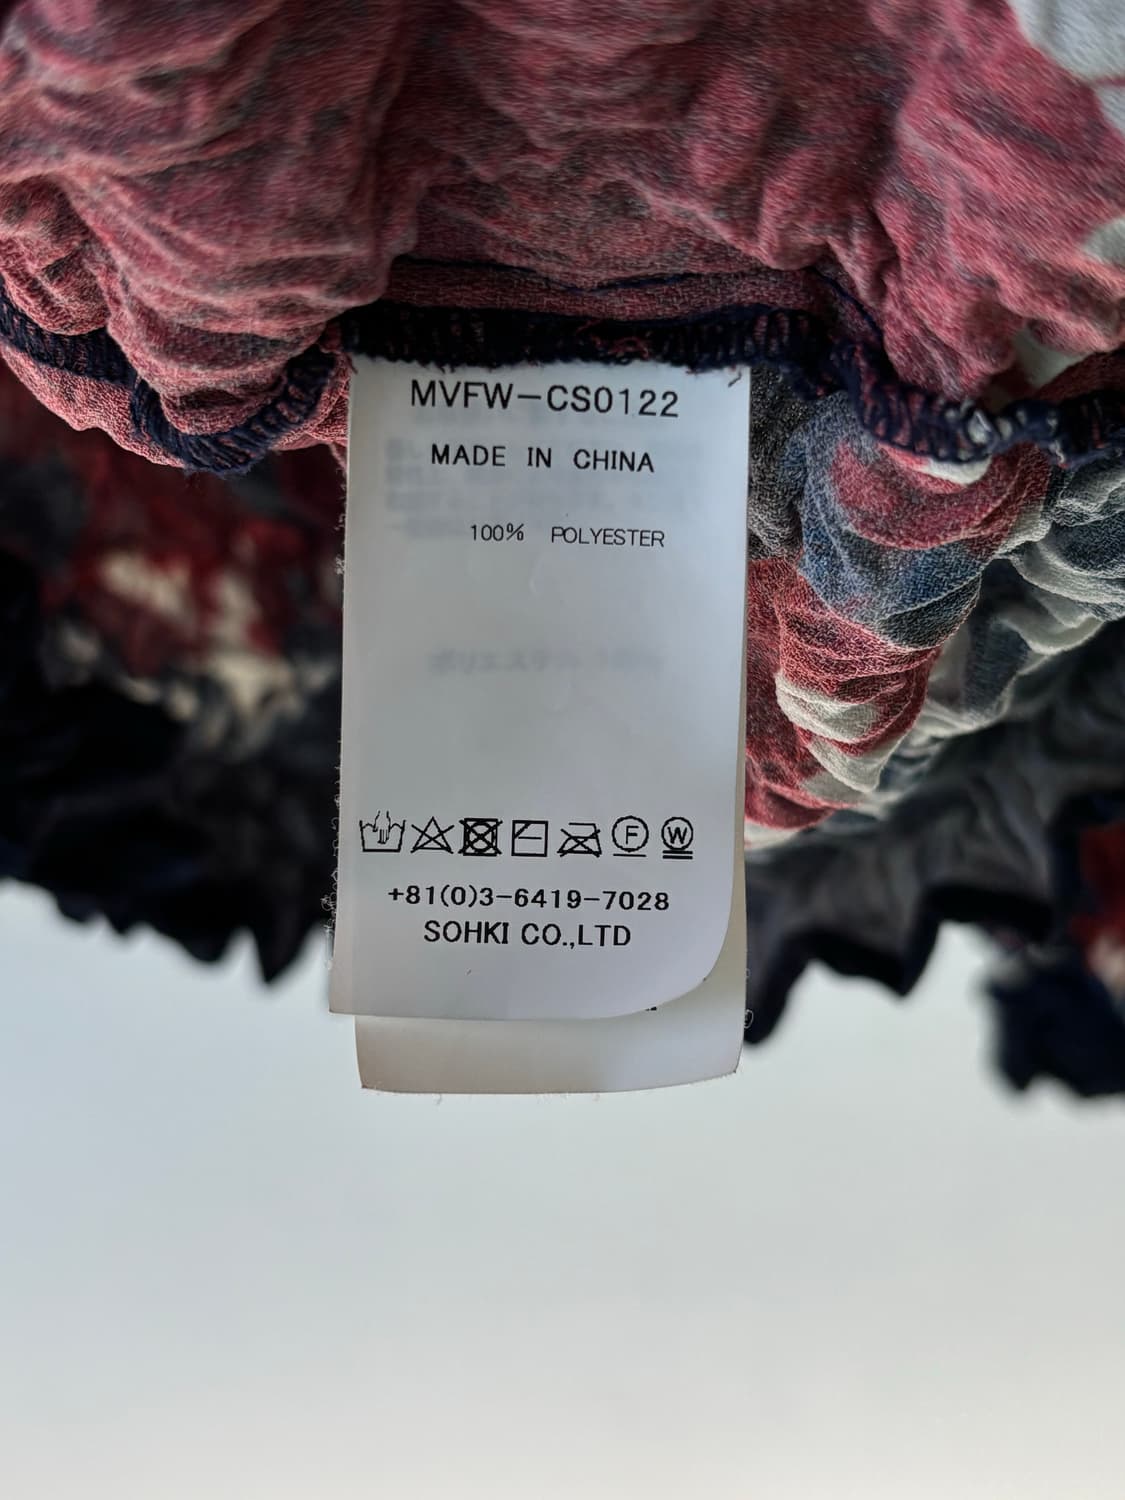 MVFW-CS0122
MADE IN CHINA
100% POLYESTER
F W
+81(0)3-6419-7028
SOHKI CO.,LTD